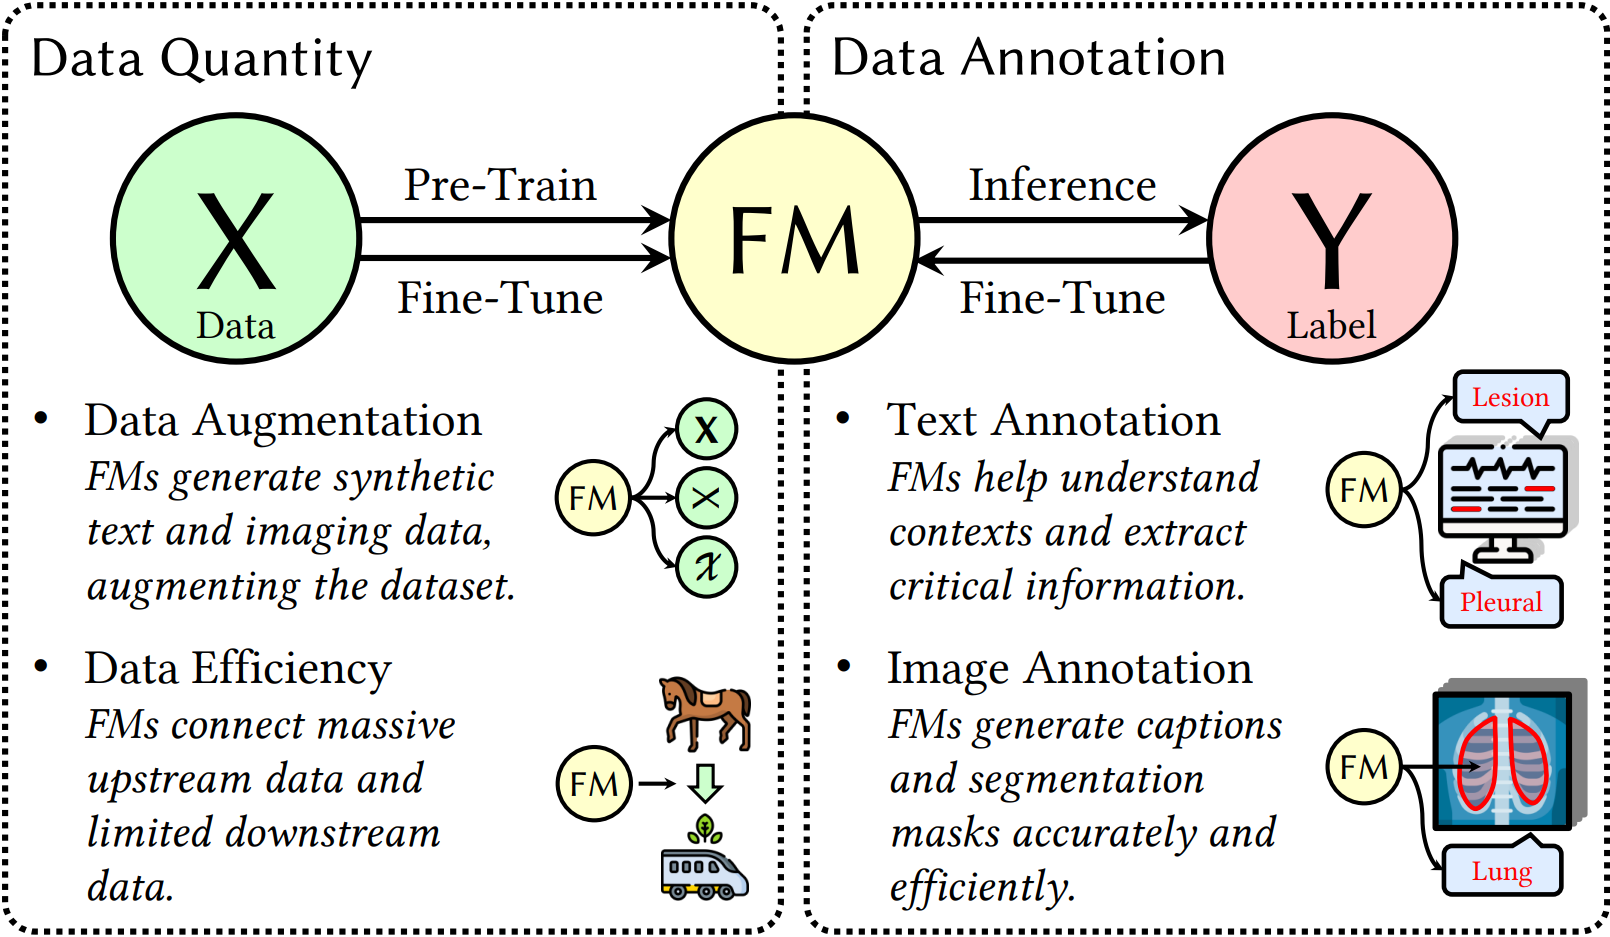 Data Quantity
X
Data
Pre-Train
Fine-Tune
FM
Data Annotation
Inference
Fine-Tune
Y
Label
• Data Augmentation
FMs generate synthetic
text and imaging data,
augmenting the dataset.
FM
X
X
X
• Data Efficiency
FMs connect massive
upstream data and
limited downstream
data.
FM
• Text Annotation
FMs help understand
contexts and extract
critical information.
FM
Lesion
Pleural
• Image Annotation
FMs generate captions
and segmentation
masks accurately and
efficiently.
FM
Lung